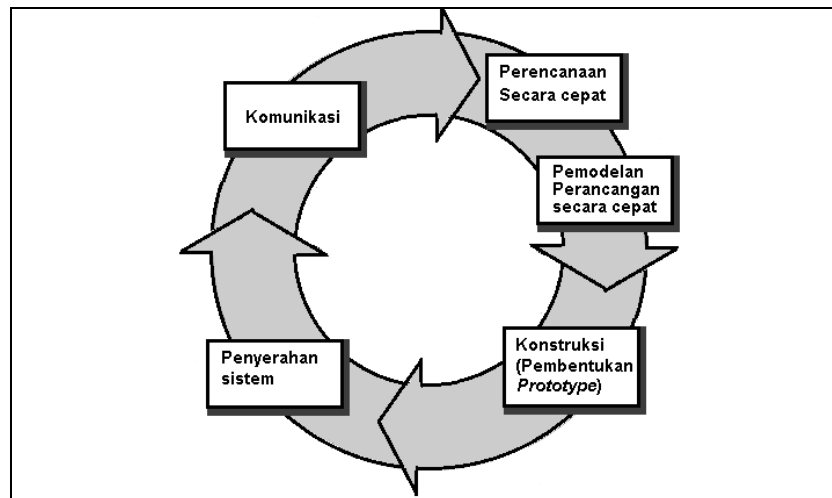 Komunikasi
Perencanaan
Secara cepat
Pemodelan
Perancangan
secara cepat
Konstruksi
(Pembentukan
Prototype)
Penyerahan
sistem